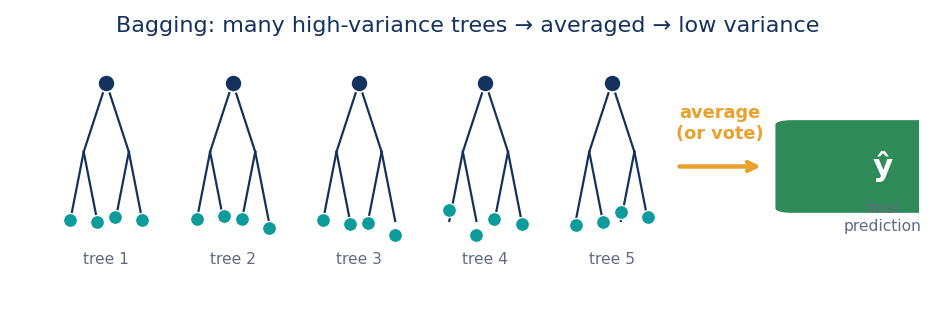 Bagging: many high-variance trees → averaged → low variance
average
(or vote)
ŷ
final
prediction
tree 1
tree 2
tree 3
tree 4
tree 5